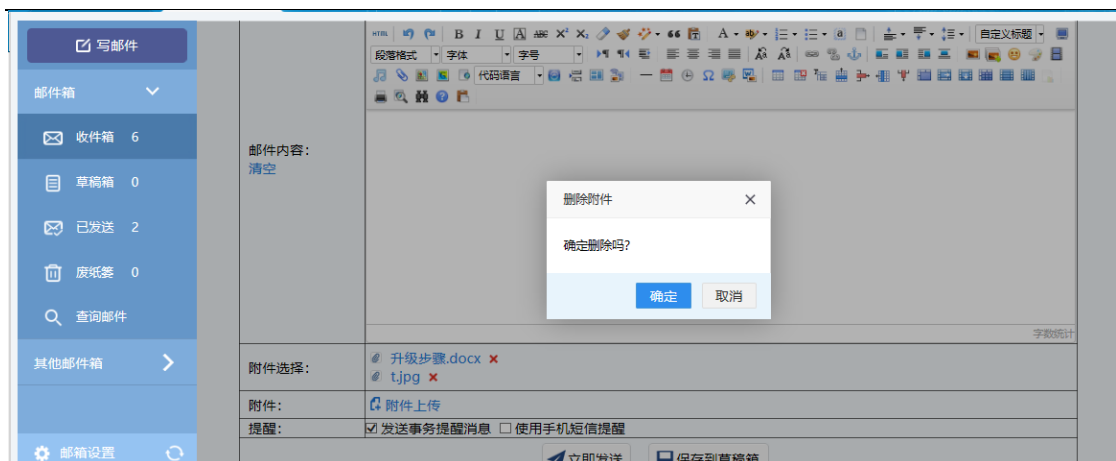 写邮件
邮件箱
收件箱 6
草稿箱 0
已发送 2
废纸篓 0
查询邮件
其他邮件箱
邮箱设置
HTML B I U A ABC X² X₂ 66 A a 自定义标题
段落格式 字体 字号
代码语言
邮件内容：
清空
删除附件
确定删除吗?
确定 取消
字数统计
附件选择：
升级步骤.docx
t.jpg
附件：
附件上传
提醒：
发送事务提醒消息 使用手机短信提醒
立即发送 保存到草稿箱